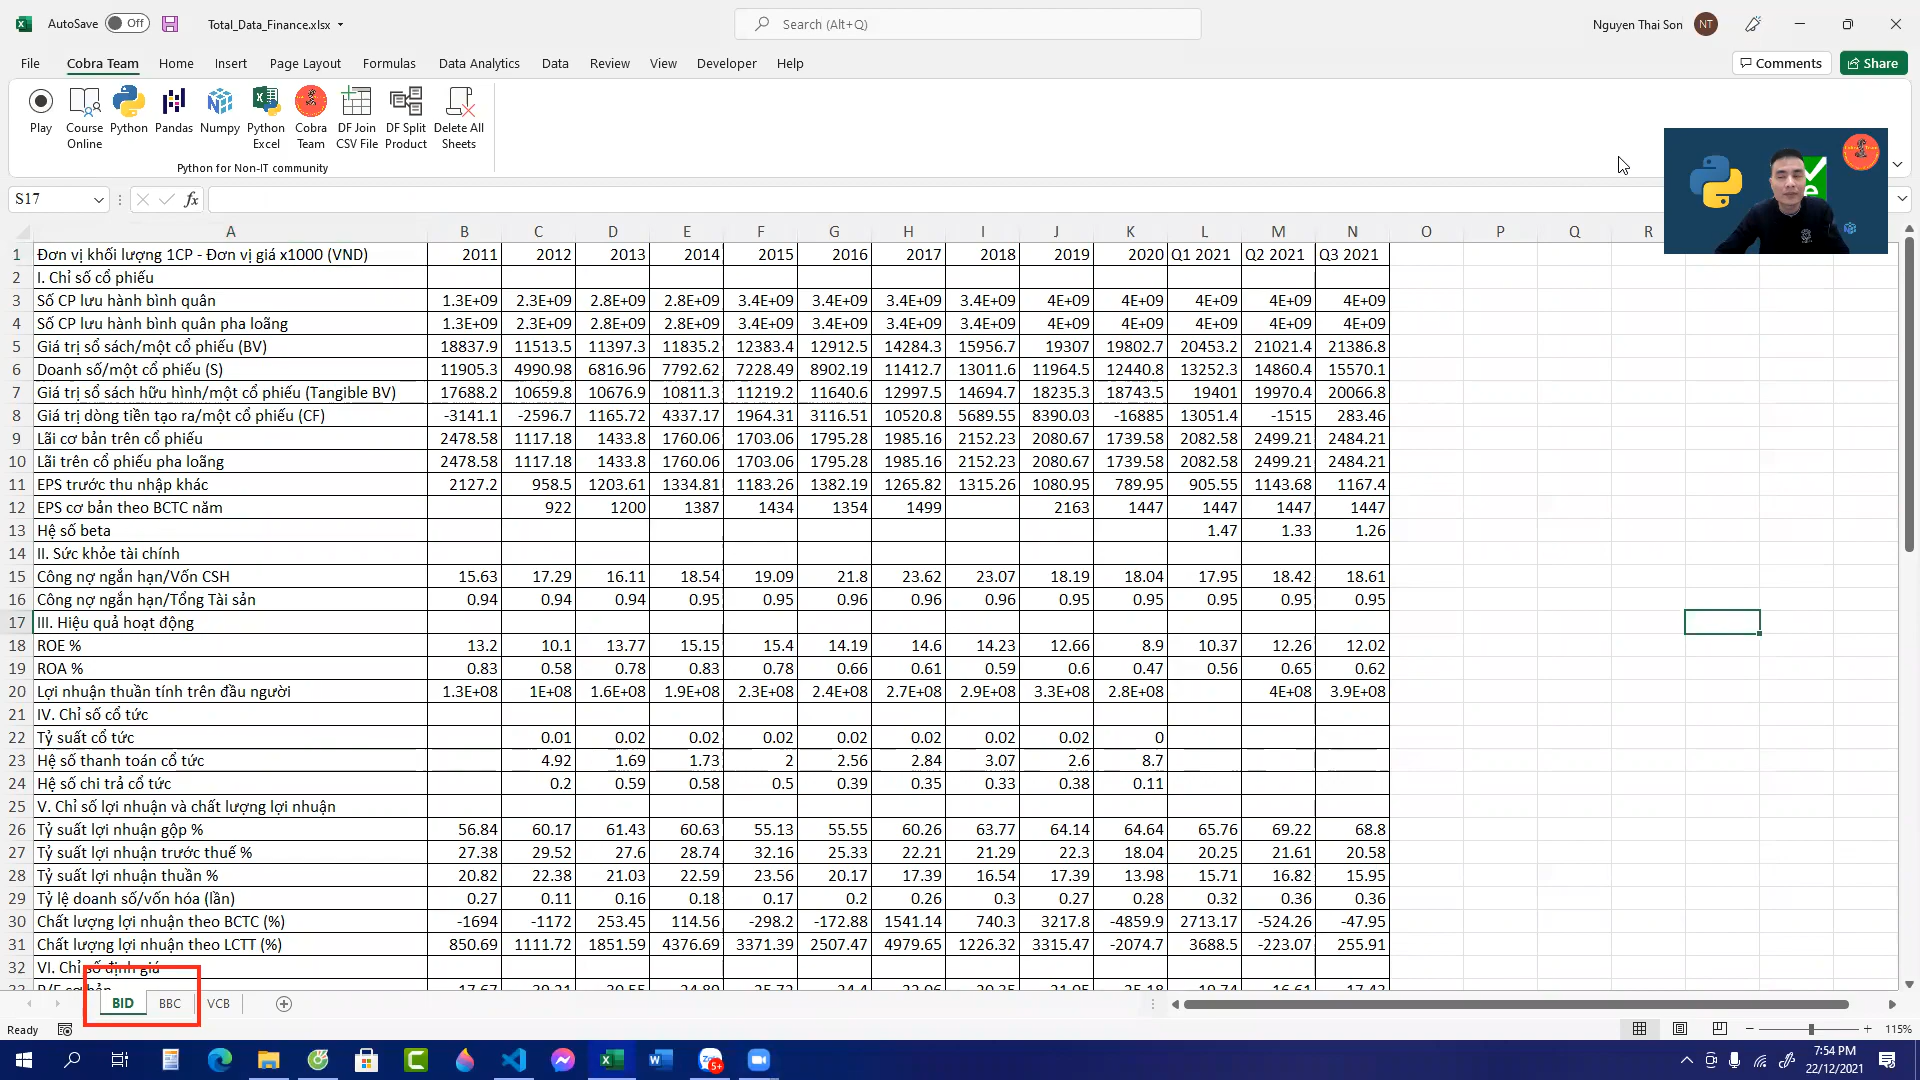 AutoSave Off Total_Data_Finance.xlsx Search (Alt+Q) Nguyen Thai Son NT
File Cobra Team Home Insert Page Layout Formulas Data Analytics Data Review View Developer Help Comments Share
Play Course Online Python Pandas Numpy Python Excel Cobra Team DF Join CSV File DF Split Product Delete All Sheets
Python for Non-IT community
S17 fx
A B C D E F G H I J K L M N O P Q R
1 Đơn vị khối lượng 1CP - Đơn vị giá x1000 (VND) 2011 2012 2013 2014 2015 2016 2017 2018 2019 2020 Q1 2021 Q2 2021 Q3 2021
2 I. Chỉ số cổ phiếu
3 Số CP lưu hành bình quân 1.3E+09 2.3E+09 2.8E+09 2.8E+09 3.4E+09 3.4E+09 3.4E+09 3.4E+09 4E+09 4E+09 4E+09 4E+09 4E+09
4 Số CP lưu hành bình quân pha loãng 1.3E+09 2.3E+09 2.8E+09 2.8E+09 3.4E+09 3.4E+09 3.4E+09 3.4E+09 4E+09 4E+09 4E+09 4E+09 4E+09
5 Giá trị sổ sách/một cổ phiếu (BV) 18837.9 11513.5 11397.3 11835.2 12383.4 12912.5 14284.3 15956.7 19307 19802.7 20453.2 21021.4 21386.8
6 Doanh số/một cổ phiếu (S) 11905.3 4990.98 6816.96 7792.62 7228.49 8902.19 11412.7 13011.6 11964.5 12440.8 13252.3 14860.4 15570.1
7 Giá trị sổ sách hữu hình/một cổ phiếu (Tangible BV) 17688.2 10659.8 10676.9 10811.3 11219.2 11640.6 12997.5 14694.7 18235.3 18743.5 19401 19970.4 20066.8
8 Giá trị dòng tiền tạo ra/một cổ phiếu (CF) -3141.1 -2596.7 1165.72 4337.17 1964.31 3116.51 10520.8 5689.55 8390.03 -16885 13051.4 -1515 283.46
9 Lãi cơ bản trên cổ phiếu 2478.58 1117.18 1433.8 1760.06 1703.06 1795.28 1985.16 2152.23 2080.67 1739.58 2082.58 2499.21 2484.21
10 Lãi trên cổ phiếu pha loãng 2478.58 1117.18 1433.8 1760.06 1703.06 1795.28 1985.16 2152.23 2080.67 1739.58 2082.58 2499.21 2484.21
11 EPS trước thu nhập khác 2127.2 958.5 1203.61 1334.81 1183.26 1382.19 1265.82 1315.26 1080.95 789.95 905.55 1143.68 1167.4
12 EPS cơ bản theo BCTC năm 922 1200 1387 1434 1354 1499 2163 1447 1447 1447 1447
13 Hệ số beta 1.47 1.33 1.26
14 II. Sức khỏe tài chính
15 Công nợ ngắn hạn/Vốn CSH 15.63 17.29 16.11 18.54 19.09 21.8 23.62 23.07 18.19 18.04 17.95 18.42 18.61
16 Công nợ ngắn hạn/Tổng Tài sản 0.94 0.94 0.94 0.95 0.95 0.96 0.96 0.96 0.95 0.95 0.95 0.95 0.95
17 III. Hiệu quả hoạt động
18 ROE % 13.2 10.1 13.77 15.15 15.4 14.19 14.6 14.23 12.66 8.9 10.37 12.26 12.02
19 ROA % 0.83 0.58 0.78 0.83 0.78 0.66 0.61 0.59 0.6 0.47 0.56 0.65 0.62
20 Lợi nhuận thuần tính trên đầu người 1.3E+08 1E+08 1.6E+08 1.9E+08 2.3E+08 2.4E+08 2.7E+08 2.9E+08 3.3E+08 2.8E+08 4E+08 3.9E+08
21 IV. Chỉ số cổ tức
22 Tỷ suất cổ tức 0.01 0.02 0.02 0.02 0.02 0.02 0.02 0.02 0
23 Hệ số thanh toán cổ tức 4.92 1.69 1.73 2 2.56 2.84 3.07 2.6 8.7
24 Hệ số chi trả cổ tức 0.2 0.59 0.58 0.5 0.39 0.35 0.33 0.38 0.11
25 V. Chỉ số lợi nhuận và chất lượng lợi nhuận
26 Tỷ suất lợi nhuận gộp % 56.84 60.17 61.43 60.63 55.13 55.55 60.26 63.77 64.14 64.64 65.76 69.22 68.8
27 Tỷ suất lợi nhuận trước thuế % 27.38 29.52 27.6 28.74 32.16 25.33 22.21 21.29 22.3 18.04 20.25 21.61 20.58
28 Tỷ suất lợi nhuận thuần % 20.82 22.38 21.03 22.59 23.56 20.17 17.39 16.54 17.39 13.98 15.71 16.82 15.95
29 Tỷ lệ doanh số/vốn hóa (lần) 0.27 0.11 0.16 0.18 0.17 0.2 0.26 0.3 0.27 0.28 0.32 0.36 0.36
30 Chất lượng lợi nhuận theo BCTC (%) -1694 -1172 253.45 114.56 -298.2 -172.88 1541.14 740.3 3217.8 -4859.9 2713.17 -524.26 -47.95
31 Chất lượng lợi nhuận theo LCTT (%) 850.69 1111.72 1851.59 4376.69 3371.39 2507.47 4979.65 1226.32 3315.47 -2074.7 3688.5 -223.07 255.91
32 VI. Chỉ số định giá
BID BBC VCB
Ready 115%
5+ 7:54 PM
22/12/2021